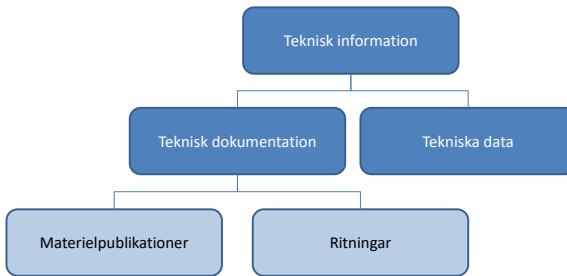 Teknisk information
Teknisk dokumentation
Tekniska data
Materielpublikationer
Ritningar